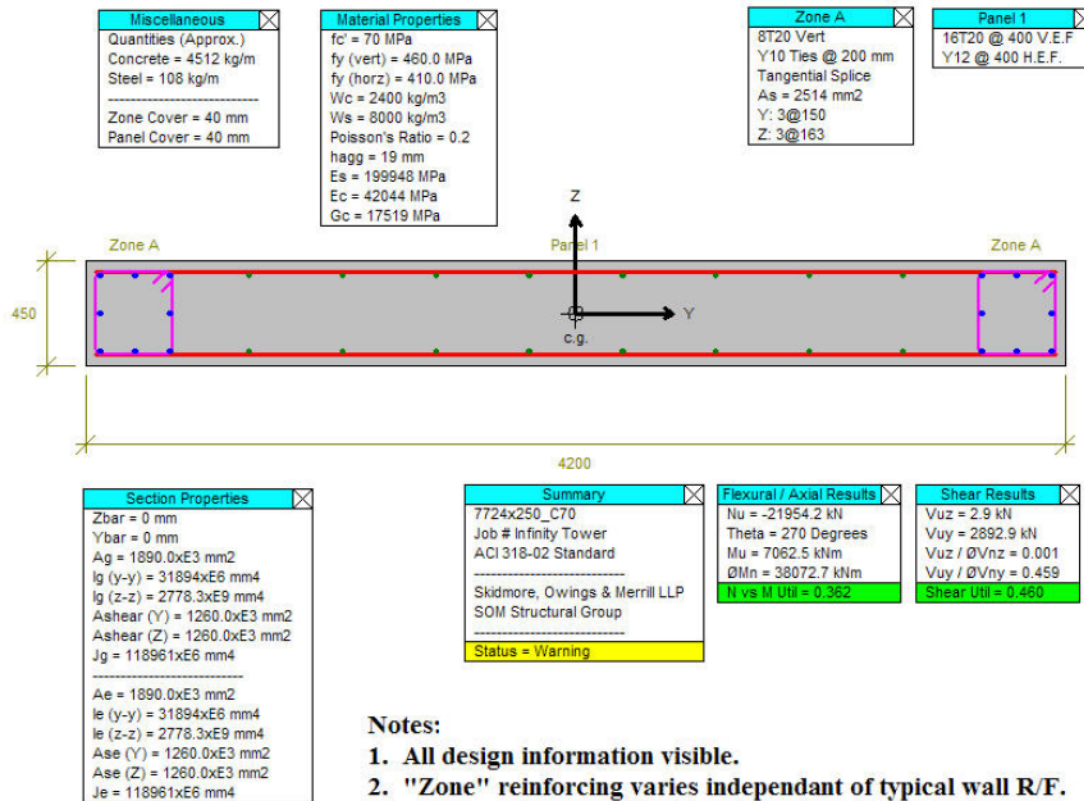 Miscellaneous
Quantities (Approx.)
Concrete = 4512 kg/m
Steel = 108 kg/m
----------------------------
Zone Cover = 40 mm
Panel Cover = 40 mm
Material Properties
fc' = 70 MPa
fy (vert) = 460.0 MPa
fy (horz) = 410.0 MPa
Wc = 2400 kg/m3
Ws = 8000 kg/m3
Poisson's Ratio = 0.2
hagg = 19 mm
Es = 199948 MPa
Ec = 42044 MPa
Gc = 17519 MPa
Zone A
8T20 Vert
Y10 Ties @ 200 mm
Tangential Splice
As = 2514 mm2
Y: 3@150
Z: 3@163
Panel 1
16T20 @ 400 V.E.F
Y12 @ 400 H.E.F.
Z
Zone A
Panel 1
Zone A
450
Y
c.g.
4200
Section Properties
Zbar = 0 mm
Ybar = 0 mm
Ag = 1890.0xE3 mm2
Ig (y-y) = 31894xE6 mm4
Ig (z-z) = 2778.3xE9 mm4
Ashear (Y) = 1260.0xE3 mm2
Ashear (Z) = 1260.0xE3 mm2
Jg = 118961xE6 mm4
----------------------------
Ae = 1890.0xE3 mm2
Ie (y-y) = 31894xE6 mm4
Ie (z-z) = 2778.3xE9 mm4
Ase (Y) = 1260.0xE3 mm2
Ase (Z) = 1260.0xE3 mm2
Je = 118961xE6 mm4
Summary
7724x250_C70
Job # Infinity Tower
ACI 318-02 Standard
----------------------------
Skidmore, Owings & Merrill LLP
SOM Structural Group
----------------------------
Status = Warning
Flexural / Axial Results
Nu = -21954.2 kN
Theta = 270 Degrees
Mu = 7062.5 kNm
ØMn = 38072.7 kNm
N vs M Util = 0.362
Shear Results
Vuz = 2.9 kN
Vuy = 2892.9 kN
Vuz / ØVnz = 0.001
Vuy / ØVny = 0.459
Shear Util = 0.460
Notes:
1. All design information visible.
2. "Zone" reinforcing varies independant of typical wall R/F.